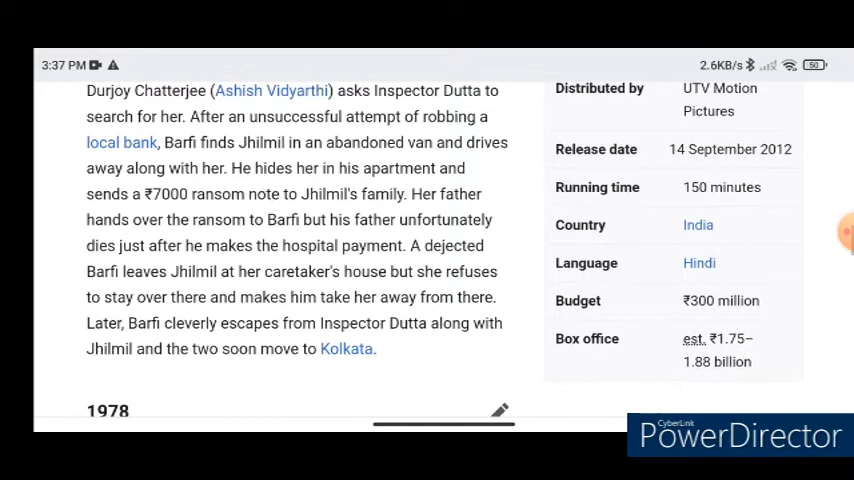 3:37 PM
2.6KB/s
50
Durjoy Chatterjee (Ashish Vidyarthi) asks Inspector Dutta to
search for her. After an unsuccessful attempt of robbing a
local bank, Barfi finds Jhilmil in an abandoned van and drives
away along with her. He hides her in his apartment and
sends a ₹7000 ransom note to Jhilmil's family. Her father
hands over the ransom to Barfi but his father unfortunately
dies just after he makes the hospital payment. A dejected
Barfi leaves Jhilmil at her caretaker's house but she refuses
to stay over there and makes him take her away from there.
Later, Barfi cleverly escapes from Inspector Dutta along with
Jhilmil and the two soon move to Kolkata.
1978
Distributed by UTV Motion
Pictures
Release date 14 September 2012
Running time 150 minutes
Country India
Language Hindi
Budget ₹300 million
Box office est. ₹1.75–
1.88 billion
CyberLink
PowerDirector